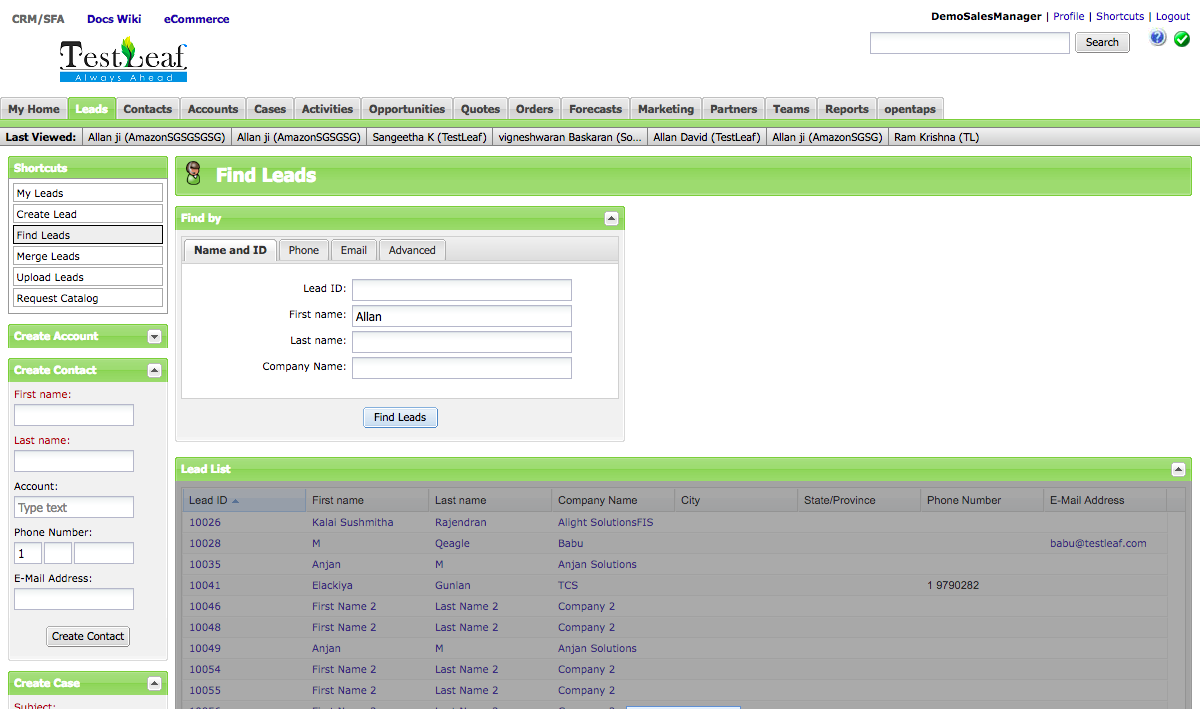 CRM/SFA Docs Wiki eCommerce DemoSalesManager | Profile | Shortcuts | Logout
TestLeaf
Always Ahead
Search
My Home Leads Contacts Accounts Cases Activities Opportunities Quotes Orders Forecasts Marketing Partners Teams Reports opentaps
Last Viewed: Allan ji (AmazonSGSGSGSG) Allan ji (AmazonSGSGSG) Sangeetha K (TestLeaf) vigneshwaran Baskaran (So... Allan David (TestLeaf) Allan ji (AmazonSGSG) Ram Krishna (TL)
Shortcuts
My Leads
Create Lead
Find Leads
Merge Leads
Upload Leads
Request Catalog
Create Account
Create Contact
First name:
Last name:
Account:
Type text
Phone Number:
1
E-Mail Address:
Create Contact
Create Case
Subject:
Find Leads
Find by
Name and ID Phone Email Advanced
Lead ID:
First name: Allan
Last name:
Company Name:
Find Leads
Lead List
Lead ID First name Last name Company Name City State/Province Phone Number E-Mail Address
10026 Kalai Sushmitha Rajendran Alight SolutionsFIS
10028 M Qeagle Babu babu@testleaf.com
10035 Anjan M Anjan Solutions
10041 Elackiya Gunian TCS 1 9790282
10046 First Name 2 Last Name 2 Company 2
10048 First Name 2 Last Name 2 Company 2
10049 Anjan M Anjan Solutions
10054 First Name 2 Last Name 2 Company 2
10055 First Name 2 Last Name 2 Company 2
10056 First Name 2 Last Name 2 Company 2